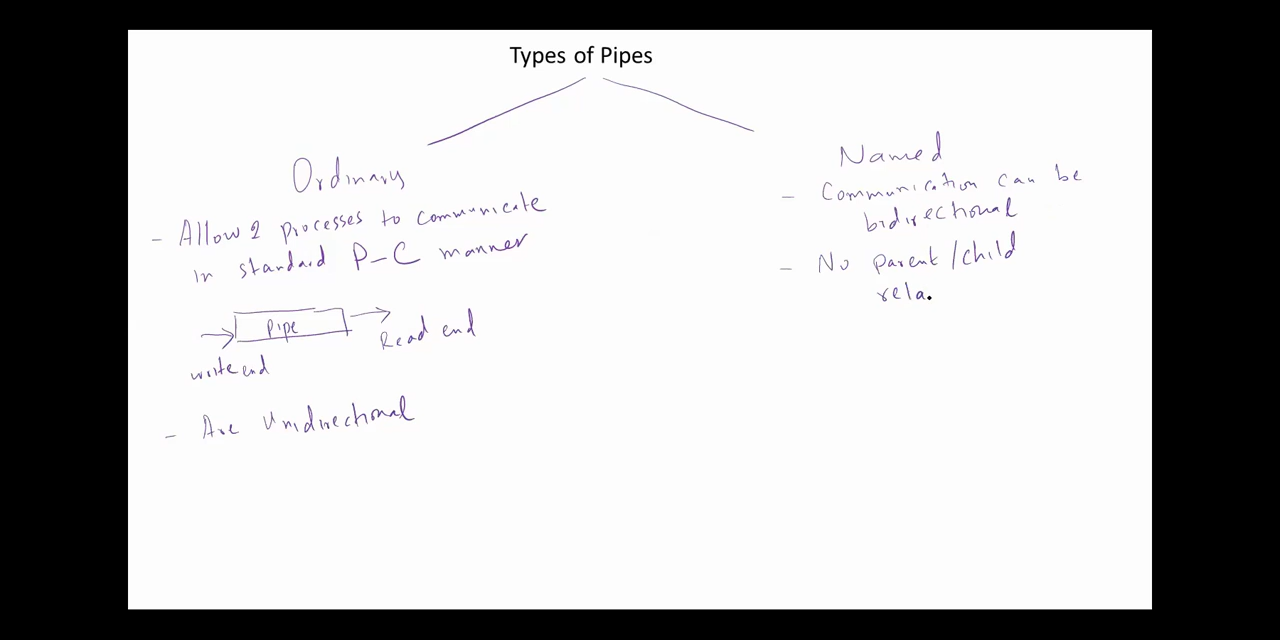 Types of Pipes
Ordinary
- Allow 2 processes to communicate
in standard P-C manner
Pipe
Read end
write end
- Are Unidirectional
Named
- Communication can be
bidirectional
- No parent/child
rela